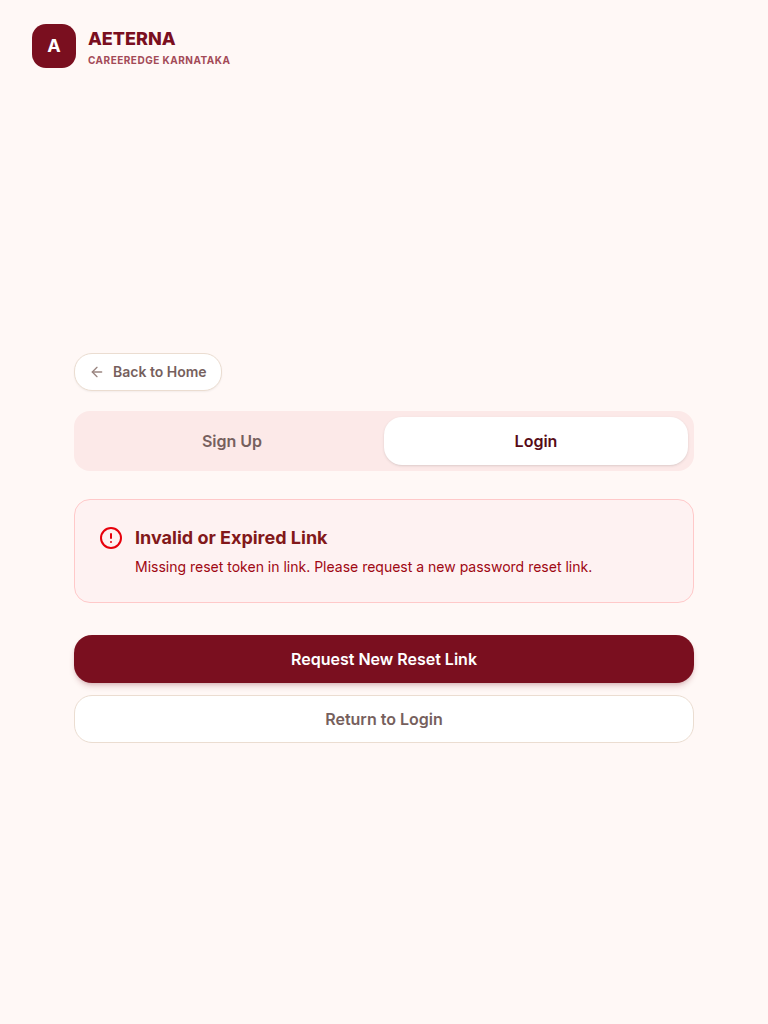 A
AETERNA
CAREEREDGE KARNATAKA
Back to Home
Sign Up
Login
Invalid or Expired Link
Missing reset token in link. Please request a new password reset link.
Request New Reset Link
Return to Login